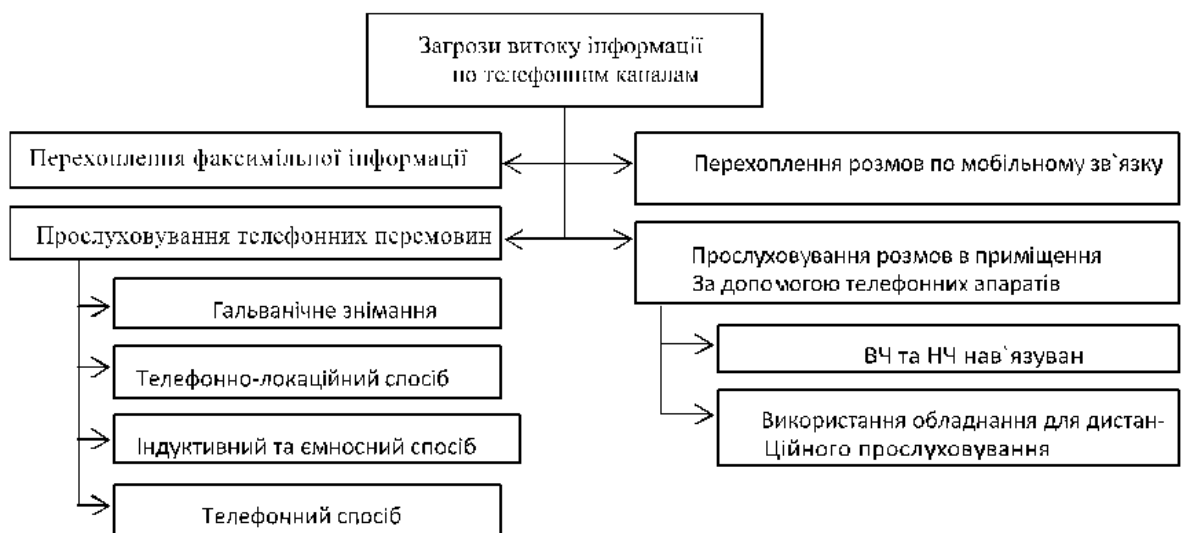 Загрози витоку інформації
по телефонним каналам
Перехоплення факсимільної інформації
Перехоплення розмов по мобільному зв`язку
Прослуховування телефонних перемовин
Прослуховування розмов в приміщення
За допомогою телефонних апаратів
Гальванічне знімання
Телефонно-локаційний спосіб
Індуктивний та ємносний спосіб
Телефонний спосіб
ВЧ та НЧ нав`язуван
Використання обладнання для дистан-
Ційного прослуховування